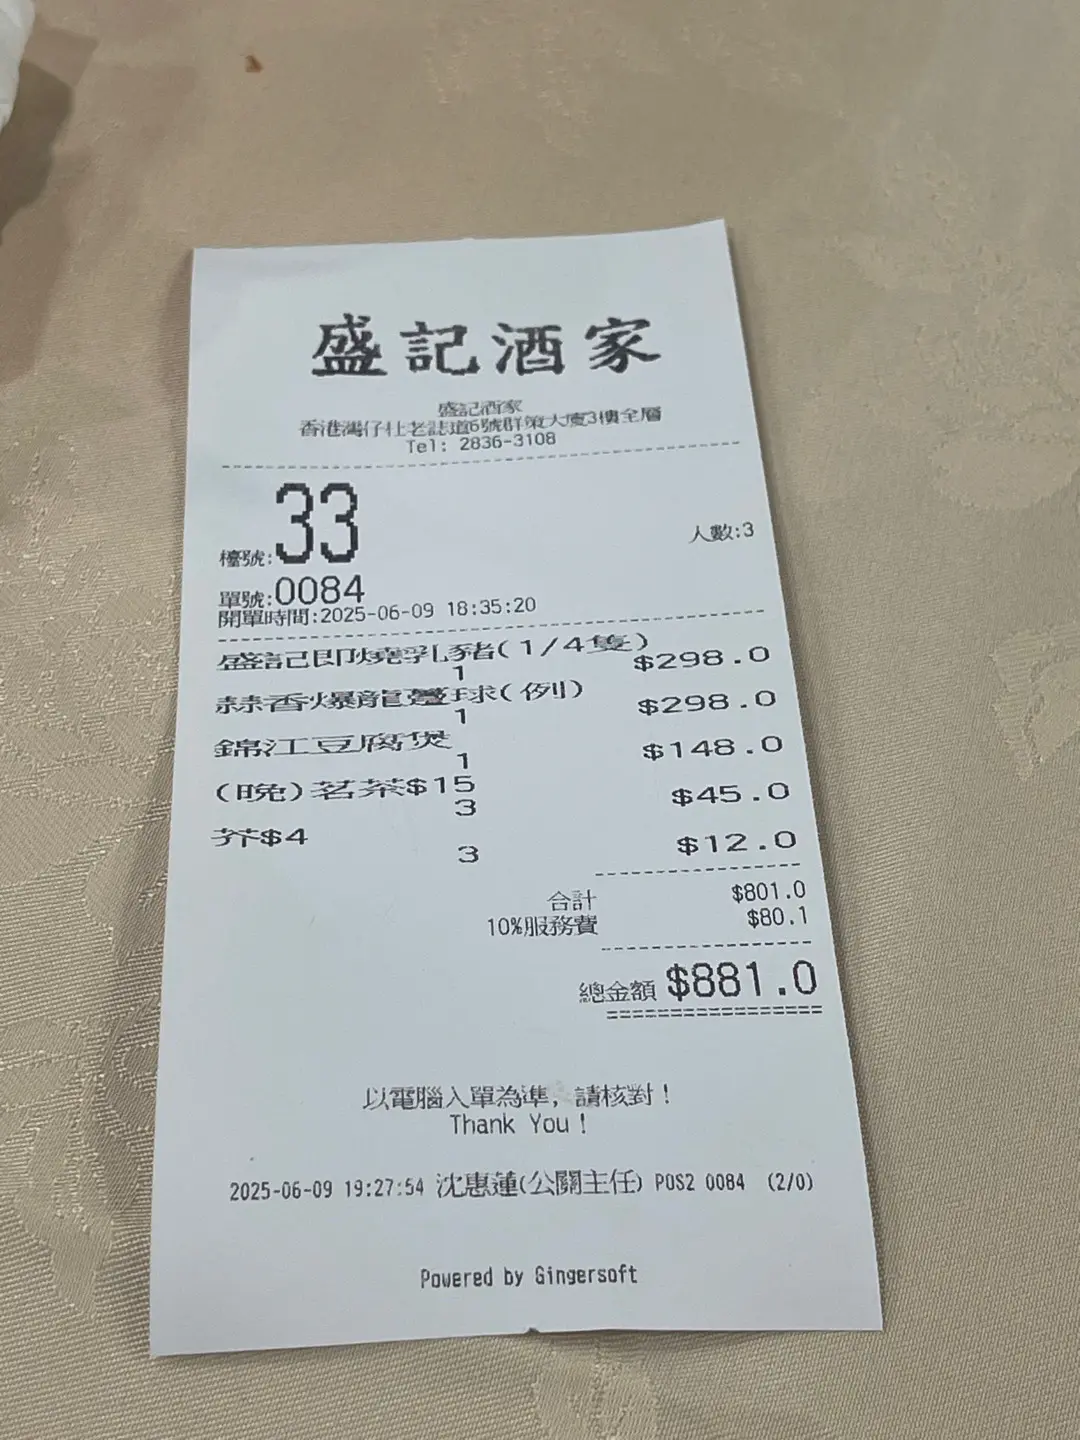 盛記酒家
盛記酒家
香港灣仔杜老誌道6號群策大廈3樓全層
Tel: 2836-3108
檯號:33
人數:3
單號:0084
開單時間:2025-06-09 18:35:20
盛記即燒乳豬(1/4隻)
1 $298.0
蒜香爆龍躉球(例)
1 $298.0
錦江豆腐煲
1 $148.0
(晚)茗茶$15
3 $45.0
芥$4
3 $12.0
合計 $801.0
10%服務費 $80.1
總金額 $881.0
以電腦入單為準, 請核對!
Thank You!
2025-06-09 19:27:54 沈惠蓮(公關主任) POS2 0084 (2/0)
Powered by Gingersoft